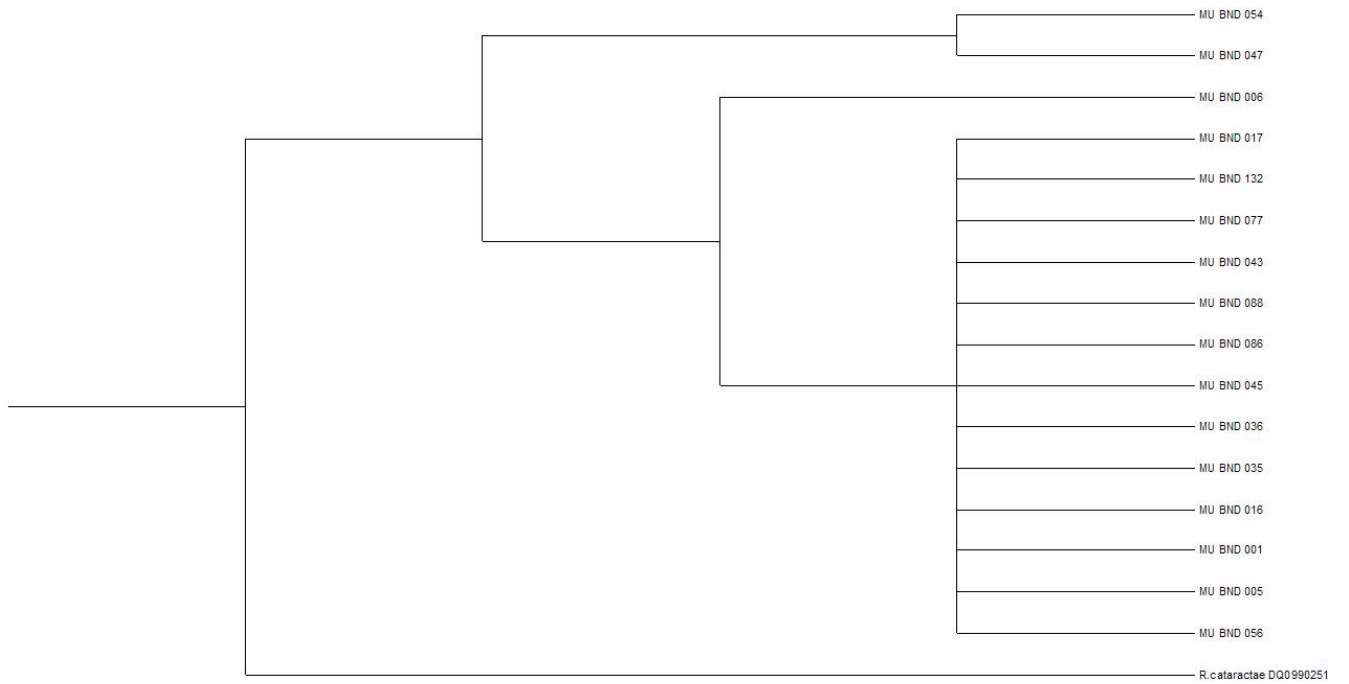 MU BND 054
MU BND 047
MU BND 006
MU BND 017
MU BND 132
MU BND 077
MU BND 043
MU BND 088
MU BND 086
MU BND 045
MU BND 036
MU BND 035
MU BND 016
MU BND 001
MU BND 005
MU BND 056
R.cataractae DQ0990251